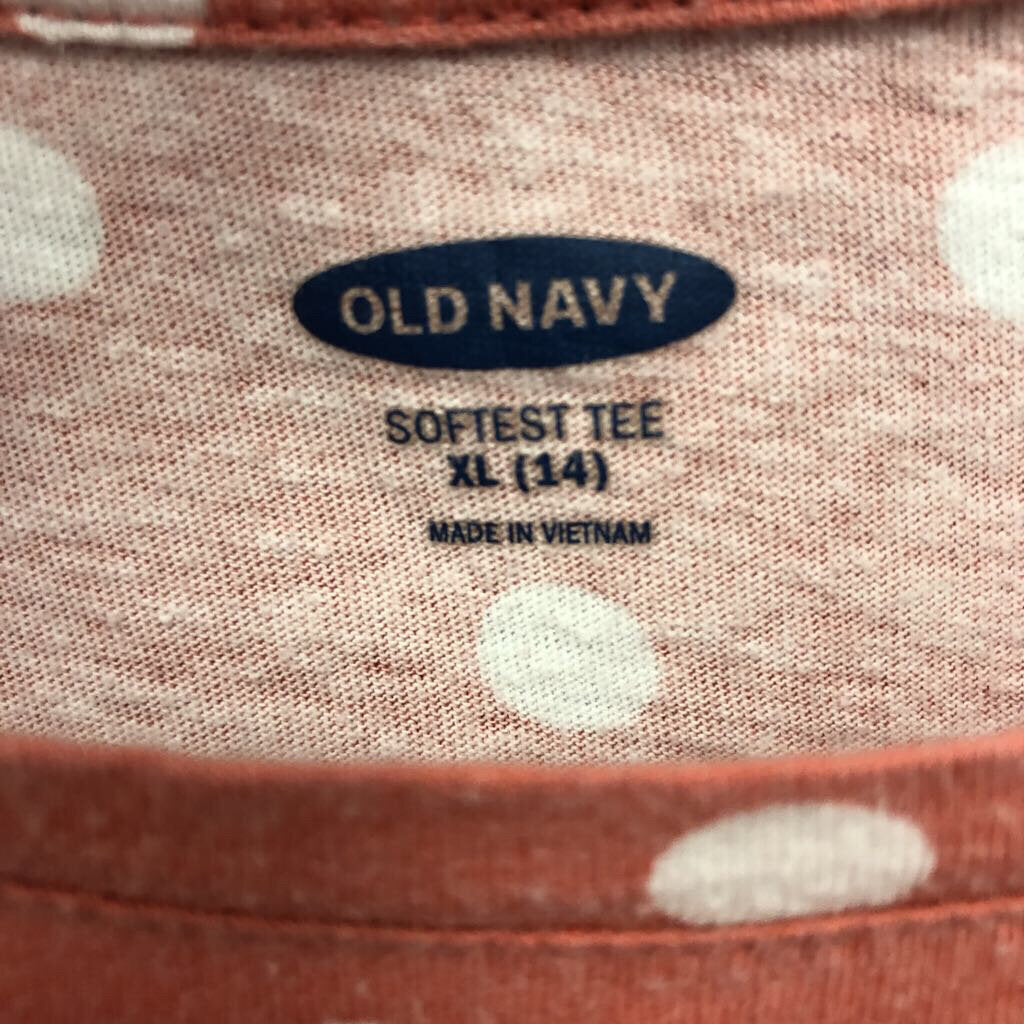 OLD NAVY
SOFTEST TEE
XL (14)
MADE IN VIETNAM